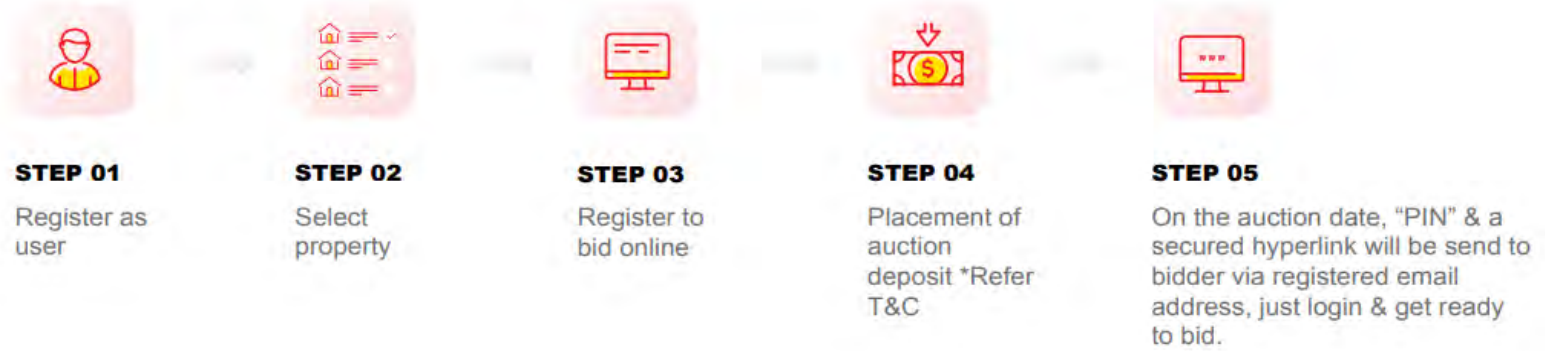 STEP 01
Register as
user
STEP 02
Select
property
STEP 03
Register to
bid online
STEP 04
Placement of
auction
deposit *Refer
T&C
STEP 05
On the auction date, “PIN” & a
secured hyperlink will be send to
bidder via registered email
address, just login & get ready
to bid.